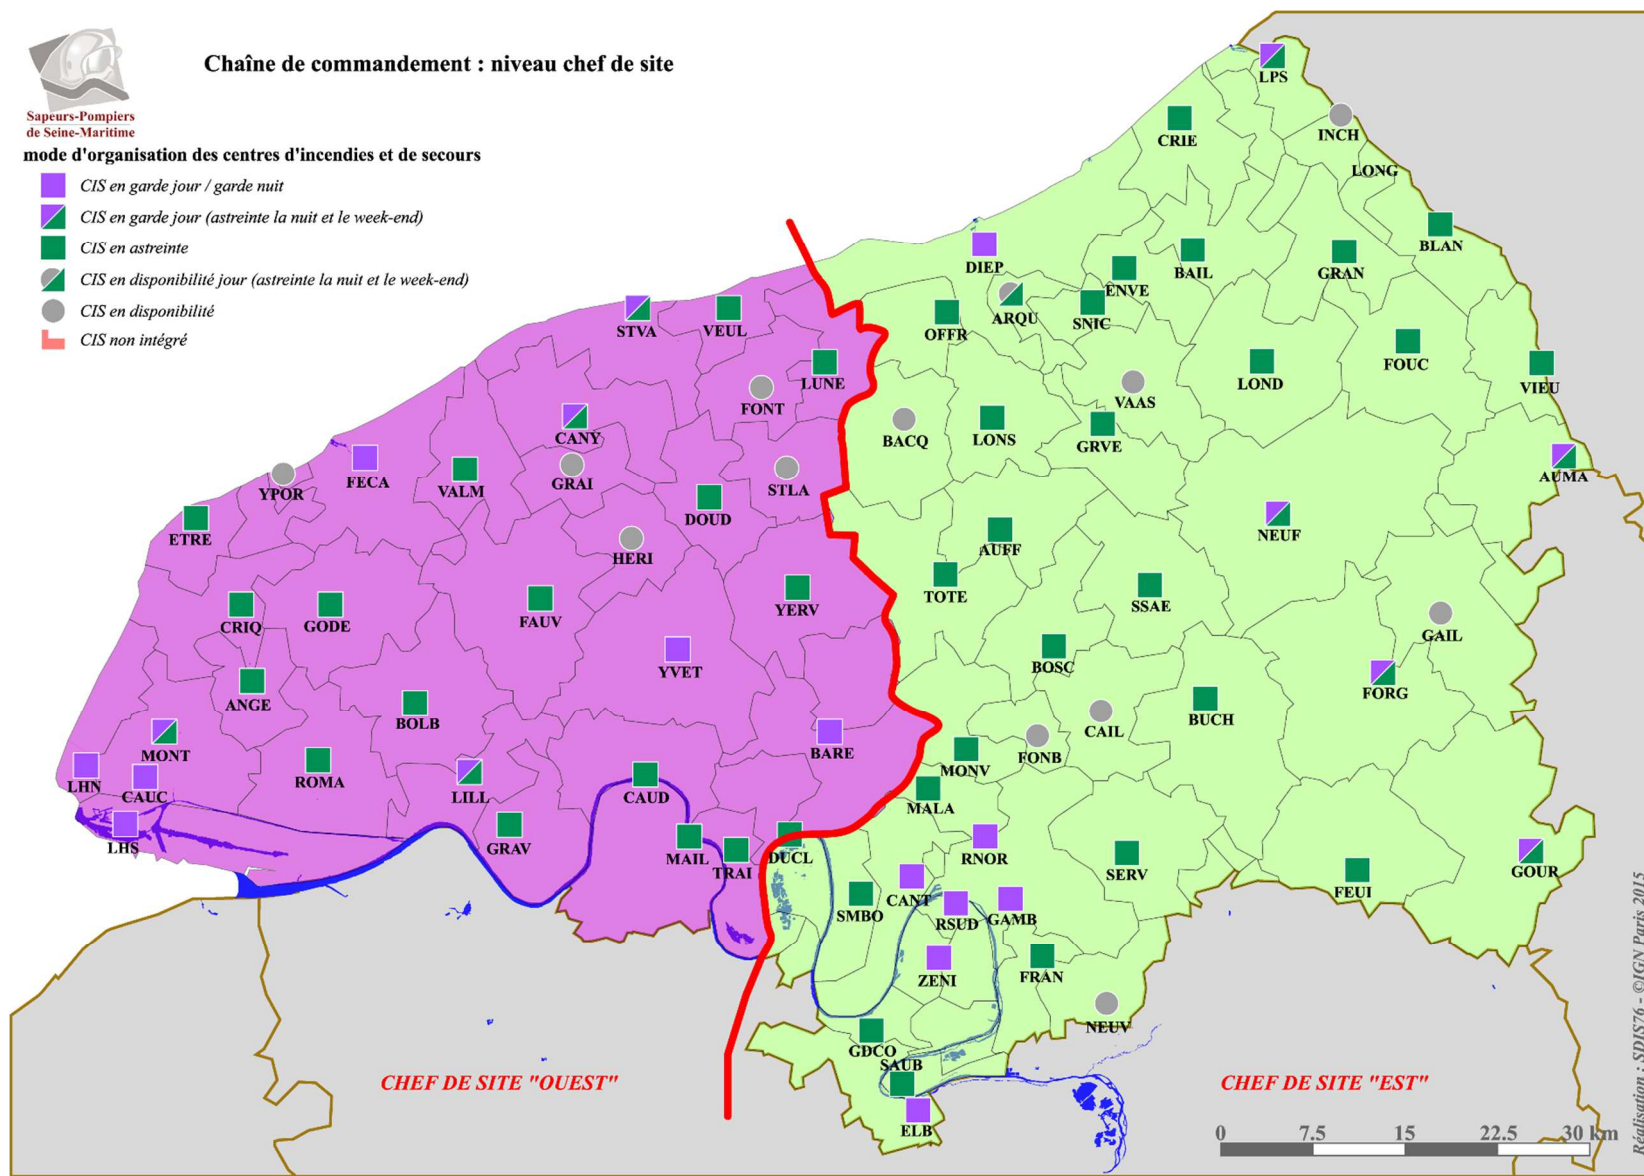 Chaîne de commandement : niveau chef de site
Sapeurs-Pompiers
de Seine-Maritime
mode d'organisation des centres d'incendies et de secours
CIS en garde jour / garde nuit
CIS en garde jour (astreinte la nuit et le week-end)
CIS en astreinte
CIS en disponibilité jour (astreinte la nuit et le week-end)
CIS en disponibilité
CIS non intégré
LPS
INCH
CRIE
LONG
BLAN
DIEP
BAIL
GRAN
ENVE
ARQU
SNIC
STVA
VEUL
OFFR
FOUC
LUNE
LOND
VIEU
FONT
VAAS
CANY
BACQ
LONS
GRVE
AUMA
YPOR
FECA
VALM
GRAI
STLA
DOUD
ETRE
NEUF
HERI
AUFF
TOTE
SSAE
CRIQ
GODE
FAUV
YERV
GAIL
YVET
BOSC
FORG
ANGE
BOLB
BUCH
CAIL
MONT
BARE
FONB
MONV
LHN
CAUC
ROMA
LILL
CAUD
MALA
LHS
GRAV
MAIL
TRAI
DUCL
RNOR
SERV
GOUR
FEUI
CANT
SMBO
RSUD
GAMB
ZENI
FRAN
NEUV
GDCO
SAUB
ELB
CHEF DE SITE "OUEST"
CHEF DE SITE "EST"
0 7.5 15 22.5 30 km
Réalisation : SDIS76 - ©IGN Paris 2015